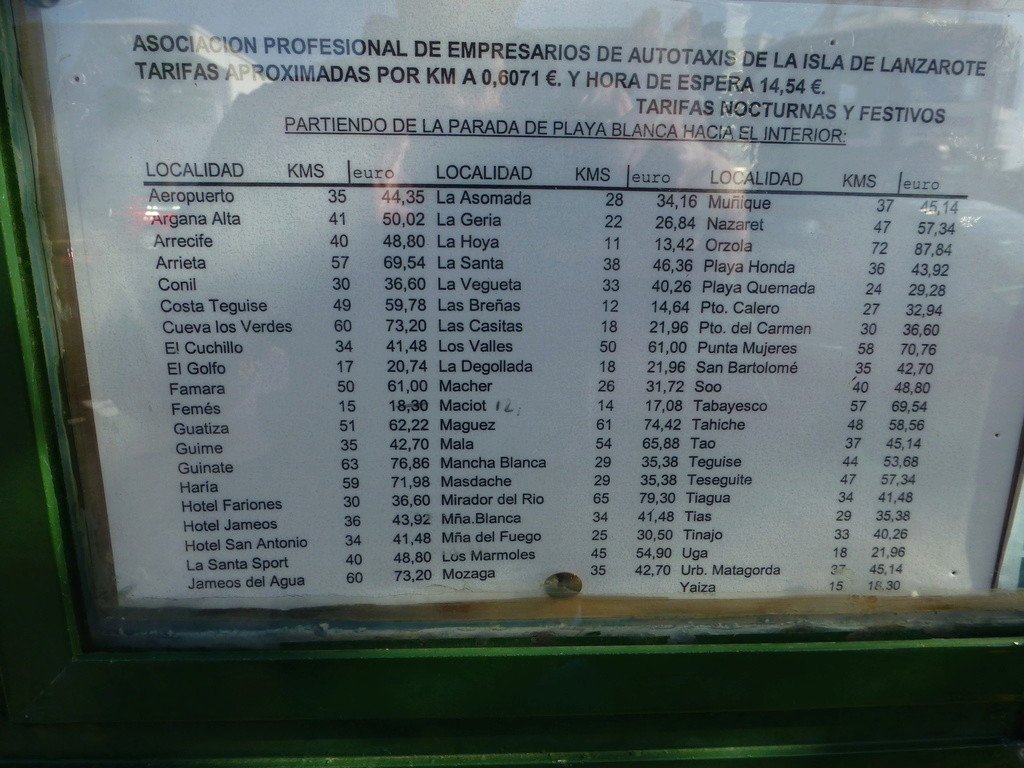 ASOCIACION PROFESIONAL DE EMPRESARIOS DE AUTOTAXIS DE LA ISLA DE LANZAROTE
TARIFAS APROXIMADAS POR KM A 0,6071 €. Y HORA DE ESPERA 14,54 €.
TARIFAS NOCTURNAS Y FESTIVOS
PARTIENDO DE LA PARADA DE PLAYA BLANCA HACIA EL INTERIOR:
LOCALIDAD KMS |euro LOCALIDAD KMS |euro LOCALIDAD KMS |euro
Aeropuerto 35 44,35 La Asomada 28 34,16 Muñique 37 45,14
Argana Alta 41 50,02 La Geria 22 26,84 Nazaret 47 57,34
Arrecife 40 48,80 La Hoya 11 13,42 Orzola 72 87,84
Arrieta 57 69,54 La Santa 38 46,36 Playa Honda 36 43,92
Conil 30 36,60 La Vegueta 33 40,26 Playa Quemada 24 29,28
Costa Teguise 49 59,78 Las Breñas 12 14,64 Pto. Calero 27 32,94
Cueva los Verdes 60 73,20 Las Casitas 18 21,96 Pto. del Carmen 30 36,60
El Cuchillo 34 41,48 Los Valles 50 61,00 Punta Mujeres 58 70,76
El Golfo 17 20,74 La Degollada 18 21,96 San Bartolomé 35 42,70
Famara 50 61,00 Macher 26 31,72 Soo 40 48,80
Femés 15 18,30 Maciot 12, 14 17,08 Tabayesco 57 69,54
Guatiza 51 62,22 Maguez 61 74,42 Tahiche 48 58,56
Guime 35 42,70 Mala 54 65,88 Tao 37 45,14
Guinate 63 76,86 Mancha Blanca 29 35,38 Teguise 44 53,68
Haría 59 71,98 Masdache 29 35,38 Teseguite 47 57,34
Hotel Fariones 30 36,60 Mirador del Rio 65 79,30 Tiagua 34 41,48
Hotel Jameos 36 43,92 Mña.Blanca 34 41,48 Tias 29 35,38
Hotel San Antonio 34 41,48 Mña del Fuego 25 30,50 Tinajo 33 40,26
La Santa Sport 40 48,80 Los Marmoles 45 54,90 Uga 18 21,96
Jameos del Agua 60 73,20 Mozaga 35 42,70 Urb. Matagorda 37 45,14
Yaiza 15 18.30